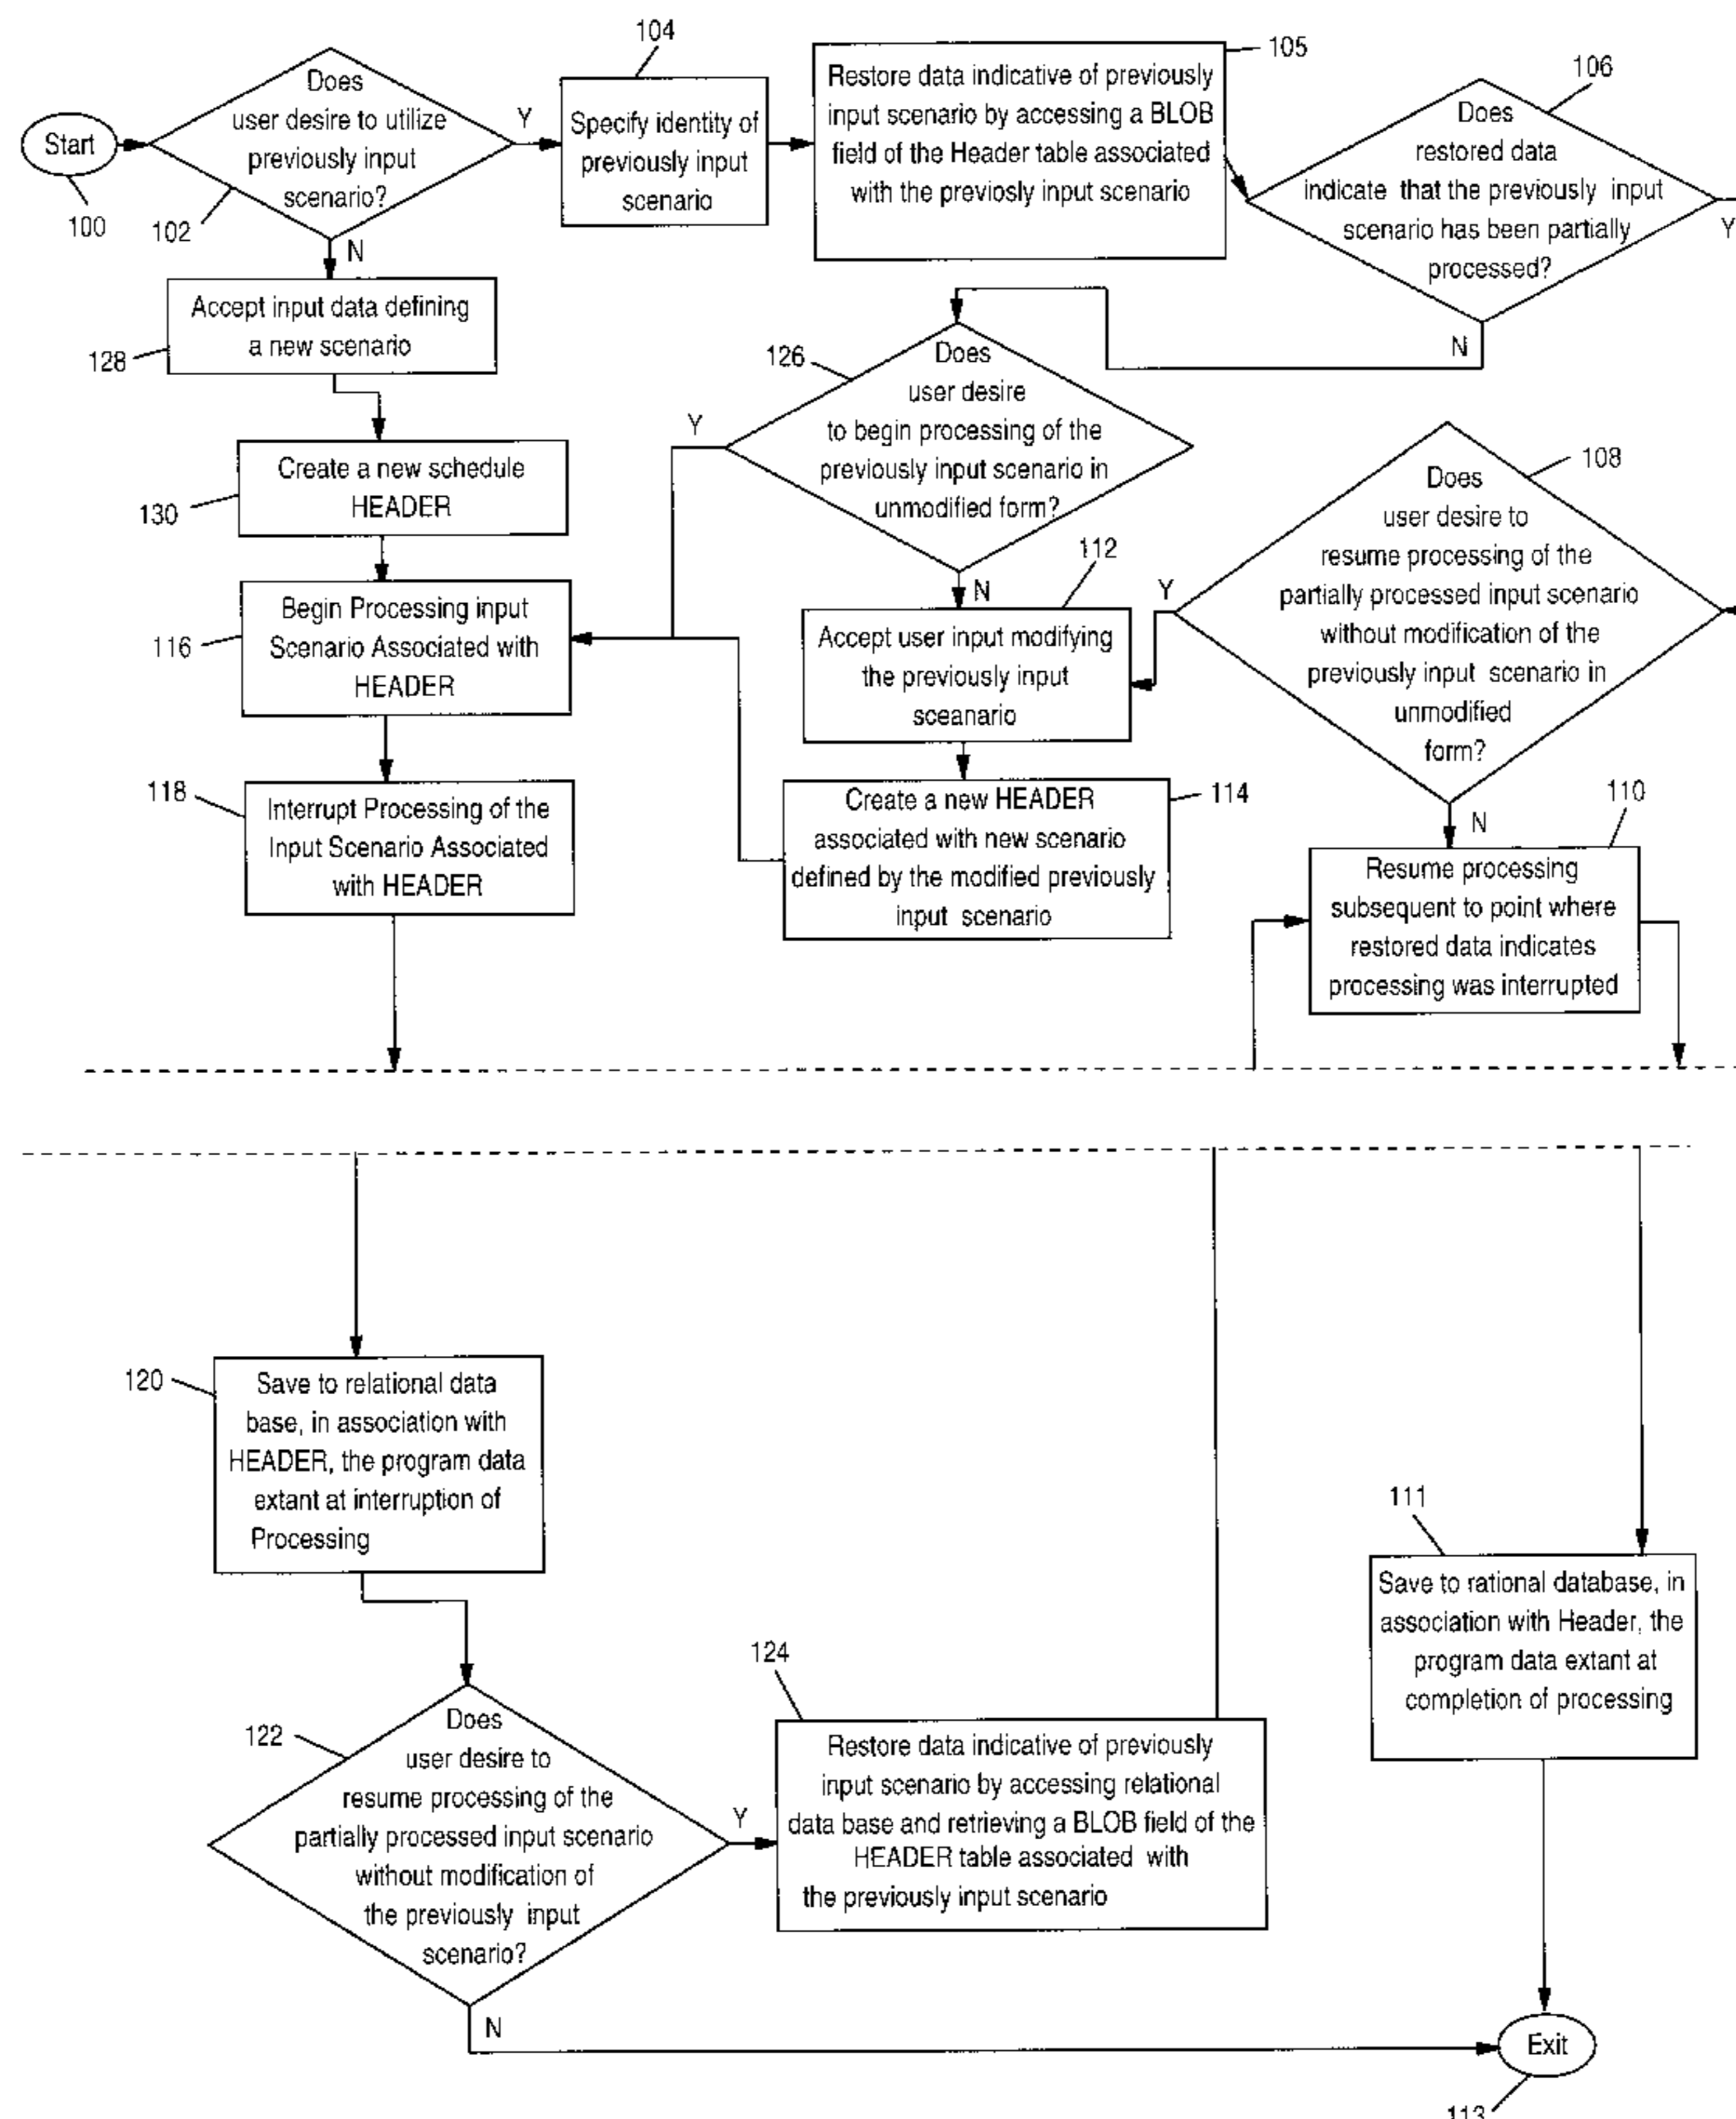 104
105
106
Start
100
Does
user desire to utilize
previously input
scenario?
102
Y
N
Specify identity of
previously input
scenario
Restore data indicative of previously
input scenario by accessing a BLOB
field of the Header table associated
with the previosly input scenario
Does
restored data
indicate that the previously input
scenario has been partially
processed?
Y
N
Accept input data defining
a new scenario
128
126
Does
user desire
to begin processing of the
previously input scenario in
unmodified form?
Y
N
Create a new schedule
HEADER
130
108
Does
user desire to
resume processing of the
partially processed input scenario
without modification of the
previously input scenario in
unmodified
form?
Y
N
112
Begin Processing input
Scenario Associated with
HEADER
116
Accept user input modifying
the previously input
sceanario
118
Interrupt Processing of the
Input Scenario Associated
with HEADER
Create a new HEADER
associated with new scenario
defined by the modified previously
input scenario
114
110
Resume processing
subsequent to point where
restored data indicates
processing was interrupted
120
Save to relational data
base, in association with
HEADER, the program data
extant at interruption of
Processing
111
Save to rational database, in
association with Header, the
program data extant at
completion of processing
122
Does
user desire to
resume processing of the
partially processed input scenario
without modification of
the previously input
scenario?
Y
N
124
Restore data indicative of previously
input scenario by accessing relational
data base and retrieving a BLOB field of the
HEADER table associated with
the previously input scenario
Exit
113